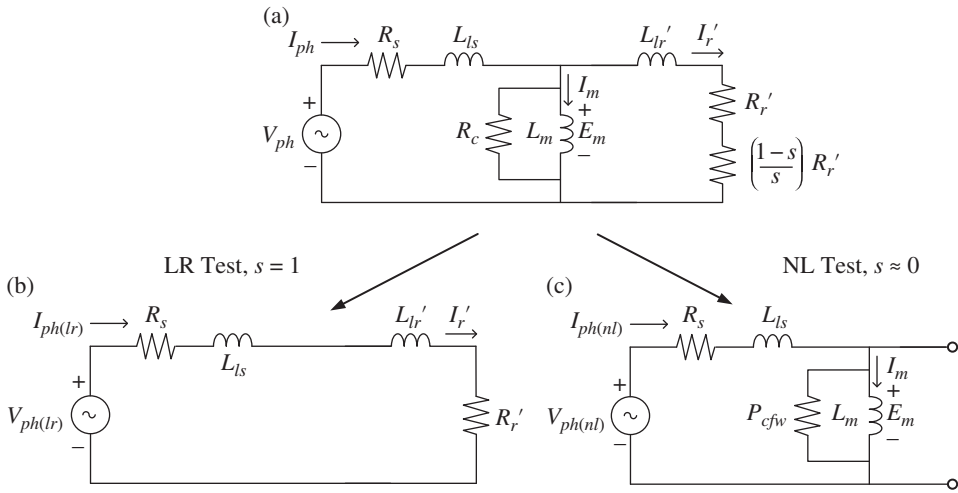 (a)
I_ph R_s L_ls L_lr′ I_r′
I_m
+ R_c L_m + E_m R_r′
V_ph
− − ((1−s)/s) R_r′
LR Test, s = 1
NL Test, s ≈ 0
(b)
I_ph(lr) R_s L_ls L_lr′ I_r′
+
V_ph(lr) R_r′
−
(c)
I_ph(nl) R_s L_ls
I_m
+ P_cfw L_m + E_m
V_ph(nl)
− −